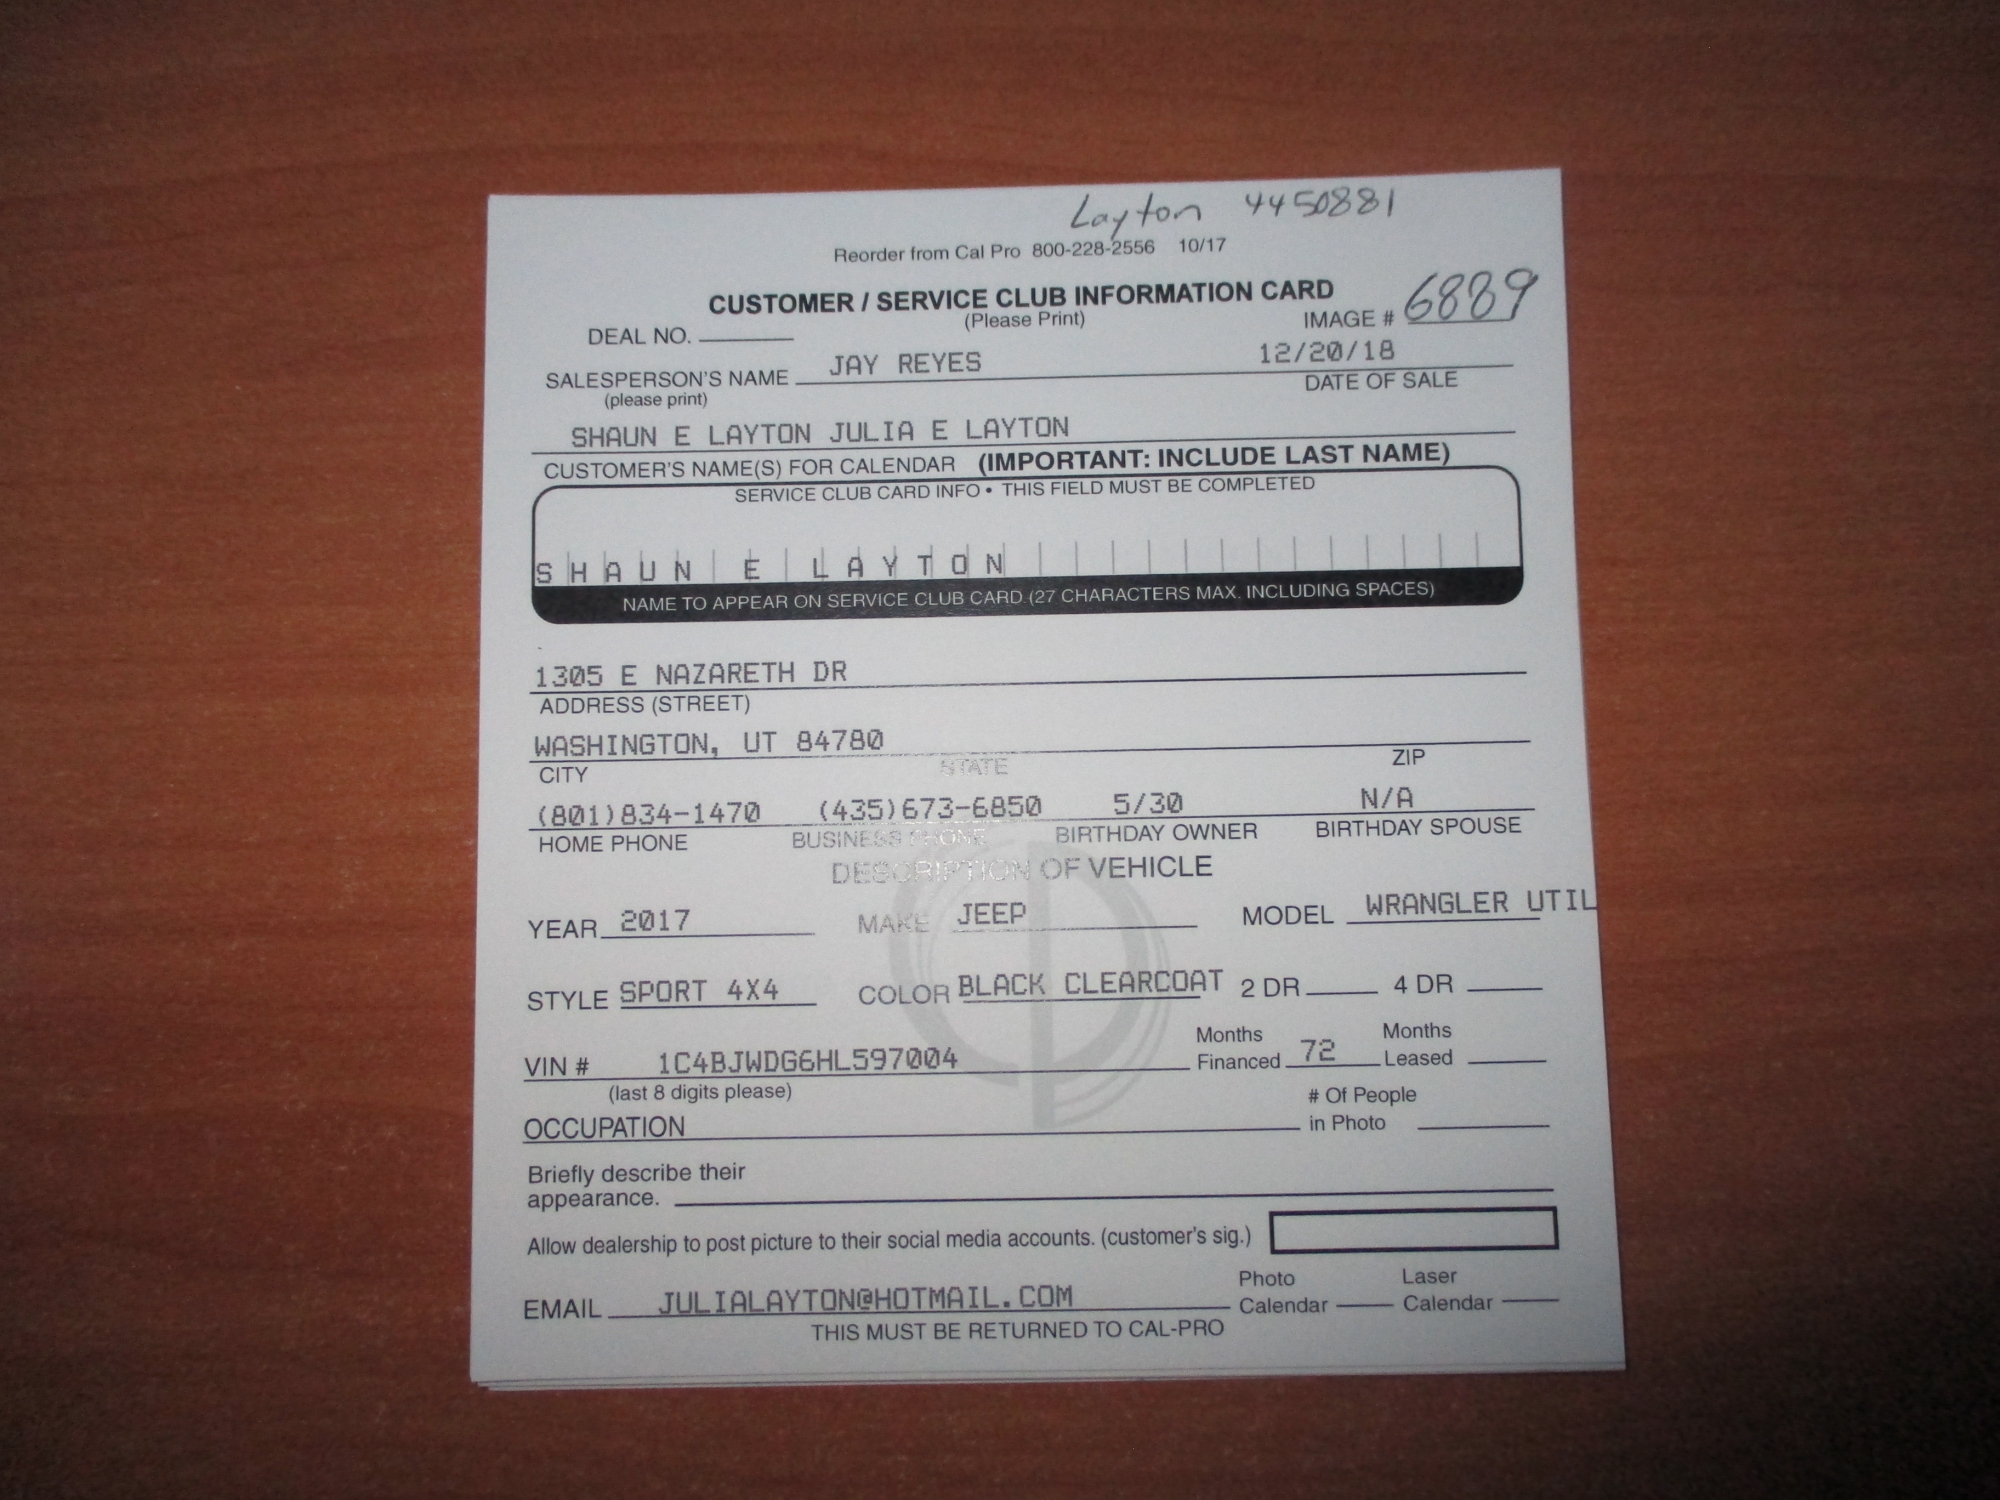 Layton 4450881
Reorder from Cal Pro 800-228-2556 10/17
CUSTOMER / SERVICE CLUB INFORMATION CARD
(Please Print)
IMAGE # 6889
DEAL NO.
JAY REYES 12/20/18
SALESPERSON'S NAME DATE OF SALE
(please print)
SHAUN E LAYTON JULIA E LAYTON
CUSTOMER'S NAME(S) FOR CALENDAR (IMPORTANT: INCLUDE LAST NAME)
SERVICE CLUB CARD INFO • THIS FIELD MUST BE COMPLETED
SHAUN E LAYTON
NAME TO APPEAR ON SERVICE CLUB CARD (27 CHARACTERS MAX. INCLUDING SPACES)
1305 E NAZARETH DR
ADDRESS (STREET)
WASHINGTON, UT 84780
CITY STATE ZIP
(801)834-1470 (435)673-6850 5/30 N/A
HOME PHONE BUSINESS PHONE BIRTHDAY OWNER BIRTHDAY SPOUSE
DESCRIPTION OF VEHICLE
YEAR 2017 MAKE JEEP MODEL WRANGLER UTIL
STYLE SPORT 4X4 COLOR BLACK CLEARCOAT 2 DR 4 DR
Months Months
VIN # 1C4BJWDG6HL597004 Financed 72 Leased
(last 8 digits please) # Of People
OCCUPATION in Photo
Briefly describe their
appearance.
Allow dealership to post picture to their social media accounts. (customer's sig.)
Photo Laser
EMAIL JULIALAYTON@HOTMAIL.COM Calendar Calendar
THIS MUST BE RETURNED TO CAL-PRO